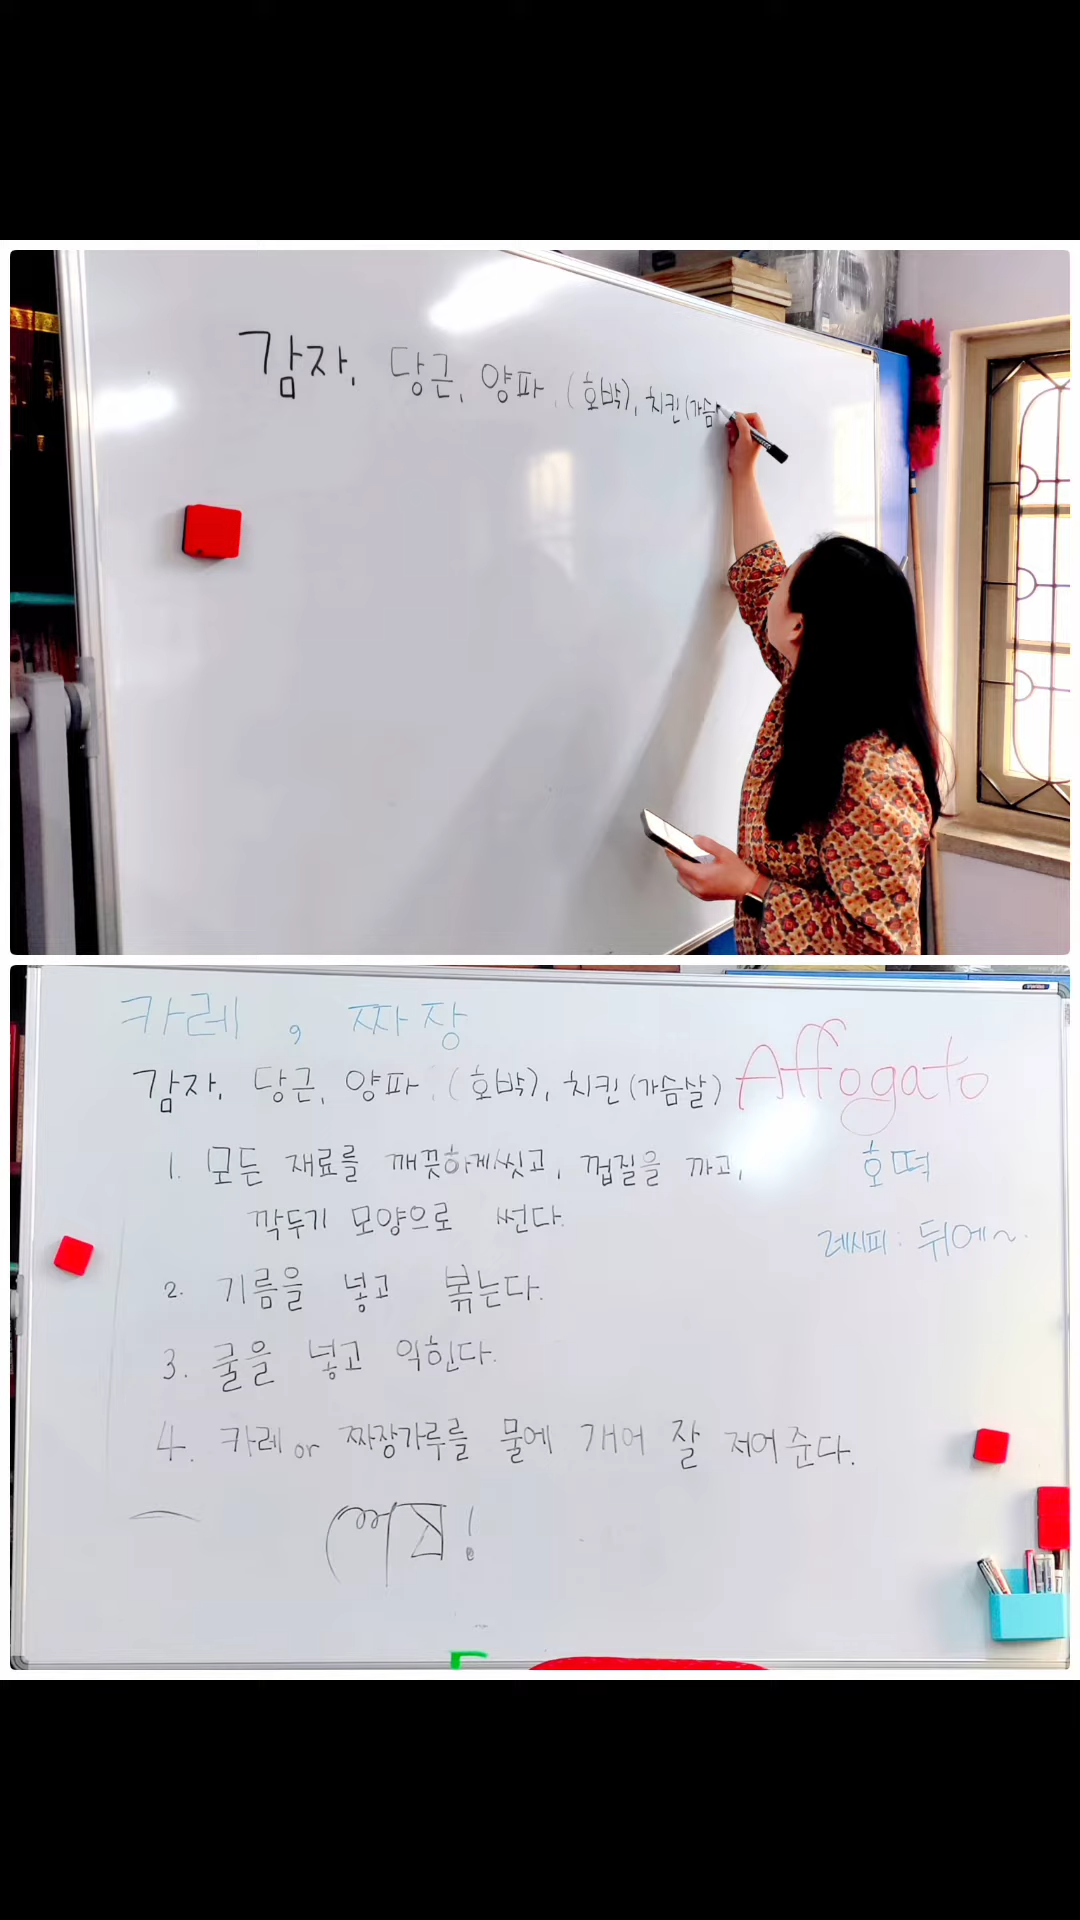 감자, 당근, 양파, (호박), 치킨(가슴
카레, 짜장
감자, 당근, 양파, (호박), 치킨(가슴살)
Affogato
1. 모든 재료를 깨끗하게 씻고, 껍질을 까고,
깍두기 모양으로 썬다.
호떡
레시피: 뒤에~.
2. 기름을 넣고 볶는다.
3. 물을 넣고 익힌다.
4. 카레 or 짜장가루를 물에 개어 잘 저어준다.